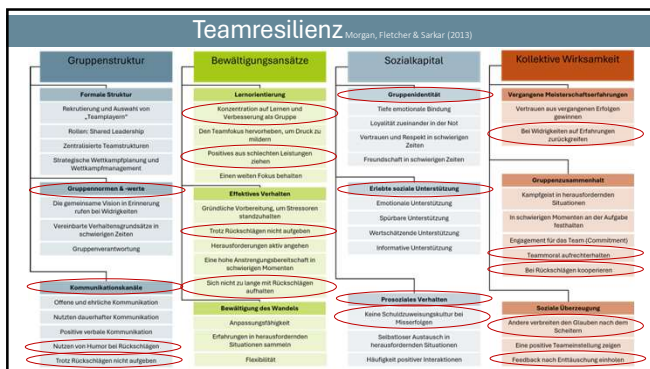 Teamresilienz Morgan, Fletcher & Sarkar (2013)
Gruppenstruktur
Formale Struktur
Rekrutierung und Auswahl von
„Teamplayern“
Rollen: Shared Leadership
Zentralisierte Teamstrukturen
Strategische Wettkampfplanung und
Wettkampfmanagement
Gruppennormen & -werte
Die gemeinsame Vision in Erinnerung
rufen bei Widrigkeiten
Vereinbarte Verhaltensgrundsätze in
schwierigen Zeiten
Gruppenverantwortung
Kommunikationskanäle
Offene und ehrliche Kommunikation
Nutzten dauerhafter Kommunikation
Positive verbale Kommunikation
Nutzen von Humor bei Rückschlägen
Trotz Rückschlägen nicht aufgeben
Bewältigungsansätze
Lernorientierung
Konzentration auf Lernen und
Verbesserung als Gruppe
Den Teamfokus hervorheben, um Druck zu
mildern
Positives aus schlechten Leistungen
ziehen
Einen weiten Fokus behalten
Effektives Verhalten
Gründliche Vorbereitung, um Stressoren
standzuhalten
Trotz Rückschlägen nicht aufgeben
Herausforderungen aktiv angehen
Eine hohe Anstrengungsbereitschaft in
schwierigen Momenten
Sich nicht zu lange mit Rückschlägen
aufhalten
Bewältigung des Wandels
Anpassungsfähigkeit
Erfahrungen in herausfordernden
Situationen sammeln
Flexibilität
Sozialkapital
Gruppenidentität
Tiefe emotionale Bindung
Loyalität zueinander in der Not
Vertrauen und Respekt in schwierigen
Zeiten
Freundschaft in schwierigen Zeiten
Erlebte soziale Unterstützung
Emotionale Unterstützung
Spürbare Unterstützung
Wertschätzende Unterstützung
Informative Unterstützung
Prosoziales Verhalten
Keine Schuldzuweisungskultur bei
Misserfolgen
Selbstloser Austausch in
herausfordernden Situationen
Häufigkeit positiver Interaktionen
Kollektive Wirksamkeit
Vergangene Meisterschaftserfahrungen
Vertrauen aus vergangenen Erfolgen
gewinnen
Bei Widrigkeiten auf Erfahrungen
zurückgreifen
Gruppenzusammenhalt
Kampfgeist in herausfordernden
Situationen
In schwierigen Momenten an der Aufgabe
festhalten
Engagement für das Team (Commitment)
Teammoral aufrechterhalten
Bei Rückschlägen kooperieren
Soziale Überzeugung
Andere verbreiten den Glauben nach dem
Scheitern
Eine positive Teameinstellung zeigen
Feedback nach Enttäuschung einholen